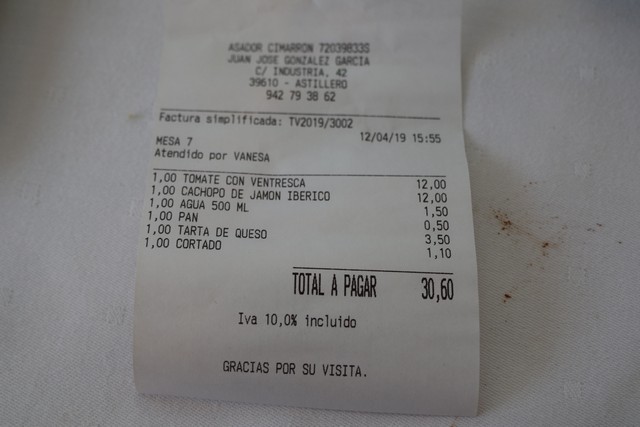 ASADOR CIMARRON 72039833S
JUAN JOSE GONZALEZ GARCIA
C/ INDUSTRIA, 42
39610 - ASTILLERO
942 79 38 62
Factura simplificada: TV2019/3002
MESA 7 12/04/19 15:55
Atendido por VANESA
1,00 TOMATE CON VENTRESCA 12,00
1,00 CACHOPO DE JAMON IBERICO 12,00
1,00 AGUA 500 ML 1,50
1,00 PAN 0,50
1,00 TARTA DE QUESO 3,50
1,00 CORTADO 1,10
TOTAL A PAGAR 30,60
Iva 10,0% incluido
GRACIAS POR SU VISITA.